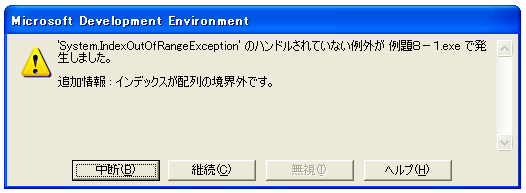 Microsoft Development Environment
'System.IndexOutOfRangeException' のハンドルされていない例外が 例題８－１.exe で発
生しました。
追加情報 : インデックスが配列の境界外です。
中断(B) 継続(C) 無視(I) ヘルプ(H)